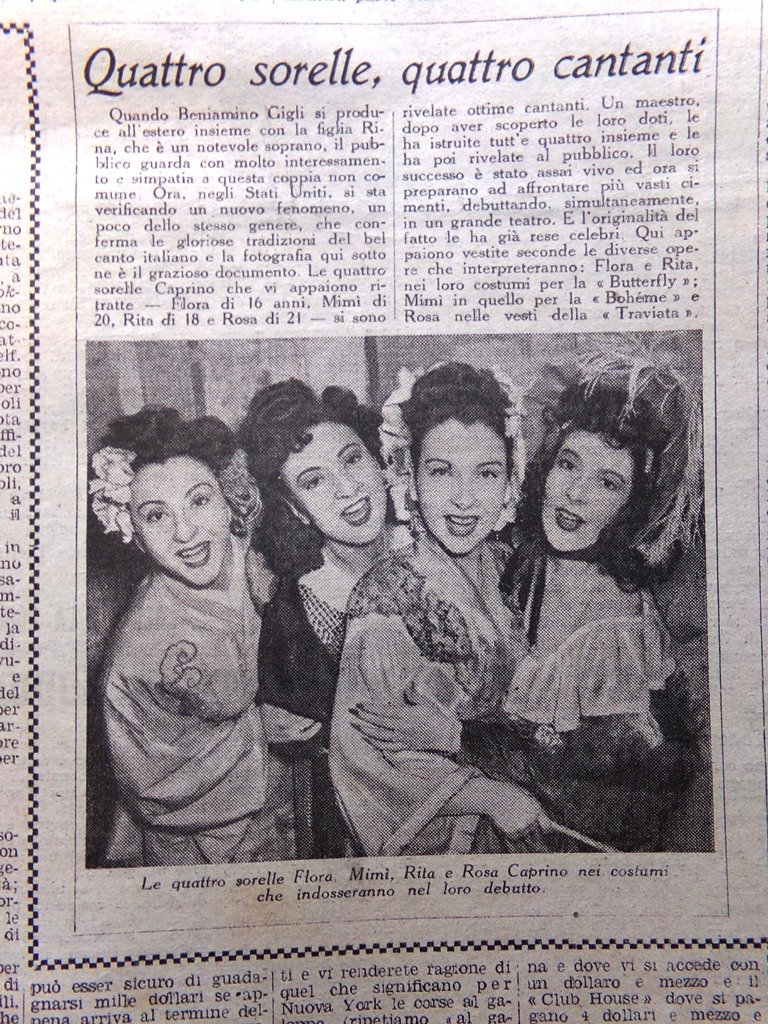 Quattro sorelle, quattro cantanti
Quando Beniamino Gigli si produ-
ce all'estero insieme con la figlia Ri-
na, che è un notevole soprano, il pub-
blico guarda con molto interessamen-
to e simpatia a questa coppia non co-
mune. Ora, negli Stati Uniti, si sta
verificando un nuovo fenomeno, un
poco dello stesso genere, che con-
ferma le gloriose tradizioni del bel
canto italiano e la fotografia qui sotto
ne è il grazioso documento. Le quattro
sorelle Caprino che vi appaiono ri-
tratte — Flora di 16 anni, Mimi di
20, Rita di 18 e Rosa di 21 — si sono
rivelate ottime cantanti. Un maestro,
dopo aver scoperto le loro doti, le
ha istruite tutt'e quattro insieme e le
ha poi rivelate al pubblico. Il loro
successo è stato assai vivo ed ora si
preparano ad affrontare più vasti ci-
menti, debuttando, simultaneamente,
in un grande teatro. E l'originalità del
fatto le ha già rese celebri. Qui ap-
paiono vestite seconde le diverse ope-
re che interpreteranno: Flora e Rita,
nei loro costumi per la « Butterfly »;
Mimi in quello per la « Bohéme » e
Rosa nelle vesti della « Traviata ».
Le quattro sorelle Flora, Mimì, Rita e Rosa Caprino nei costumi
che indosseranno nel loro debutto.
può esser sicuro di guada-
gnarsi mille dollari se ap-
pena arriva al termine del-
ti e vi renderete ragione di
quel che significano per
Nuova York le corse al ga-
loppo (ripetiamo « al ga-
na e dove vi si accede con
un dollaro e mezzo e il
« Club House » dove si pa-
gano 4 dollari e mezzo e